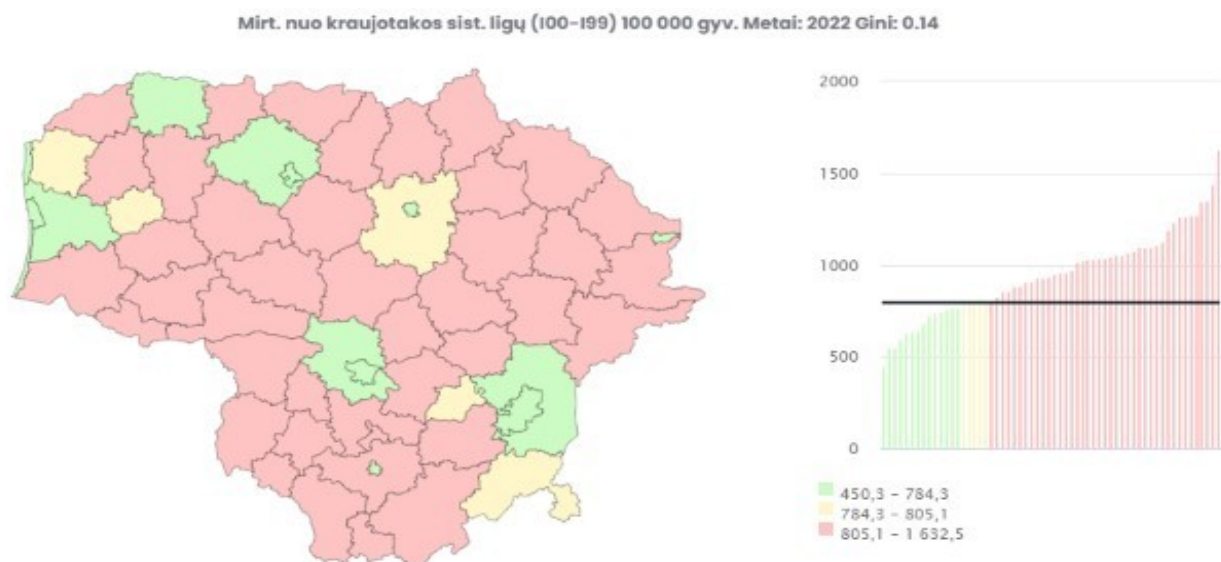 Mirt. nuo kraujotakos sist. ligų (I00-I99) 100 000 gyv. Metai: 2022 Gini: 0.14
2000
1500
1000
500
0
450,3 - 784,3
784,3 - 805,1
805,1 - 1 632,5